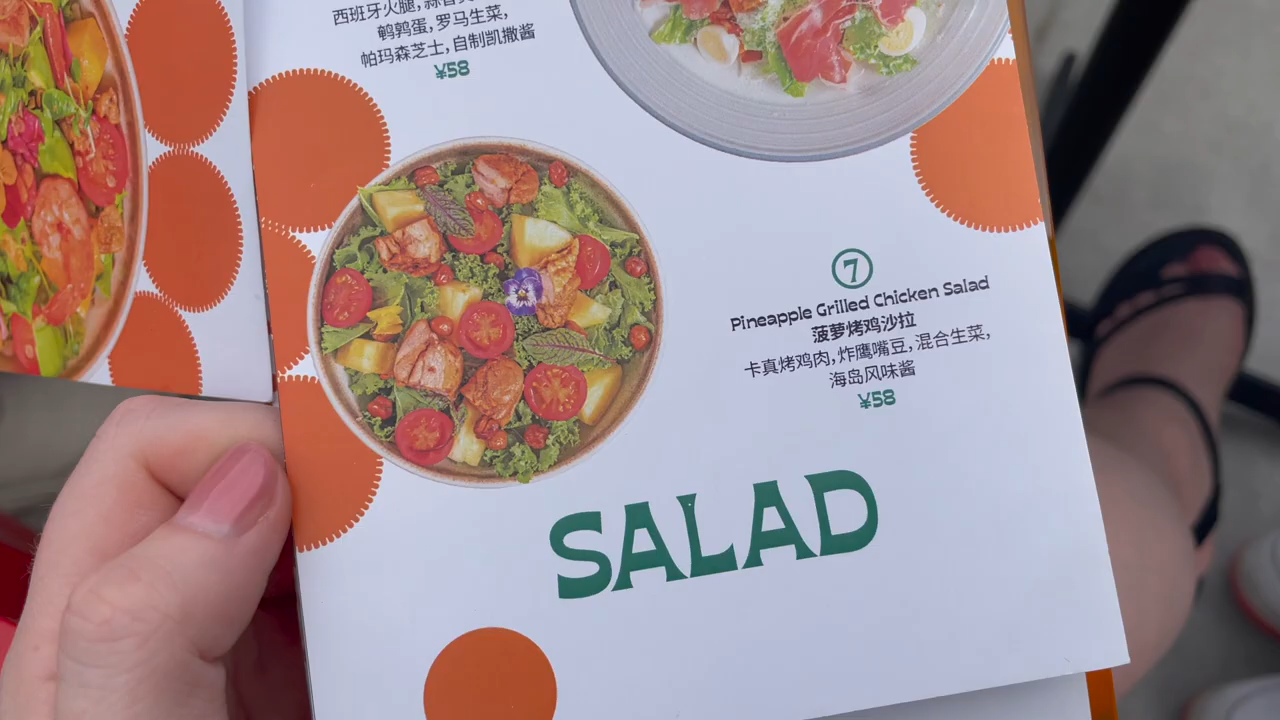 西班牙火腿,蒜香
鹌鹑蛋,罗马生菜,
帕玛森芝士,自制凯撒酱
¥58
7
Pineapple Grilled Chicken Salad
菠萝烤鸡沙拉
卡真烤鸡肉,炸鹰嘴豆,混合生菜,
海岛风味酱
¥58
SALAD